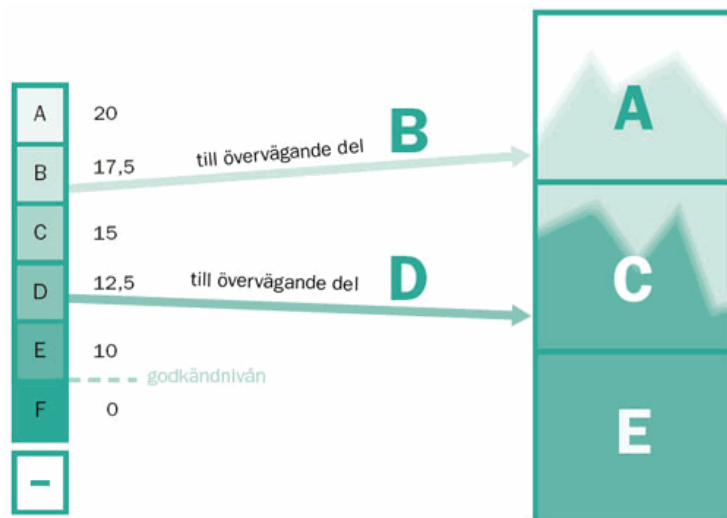 A 20
B 17,5
C 15
D 12,5
E 10
godkändnivån
F 0
–
till övervägande del B
till övervägande del D
A
C
E